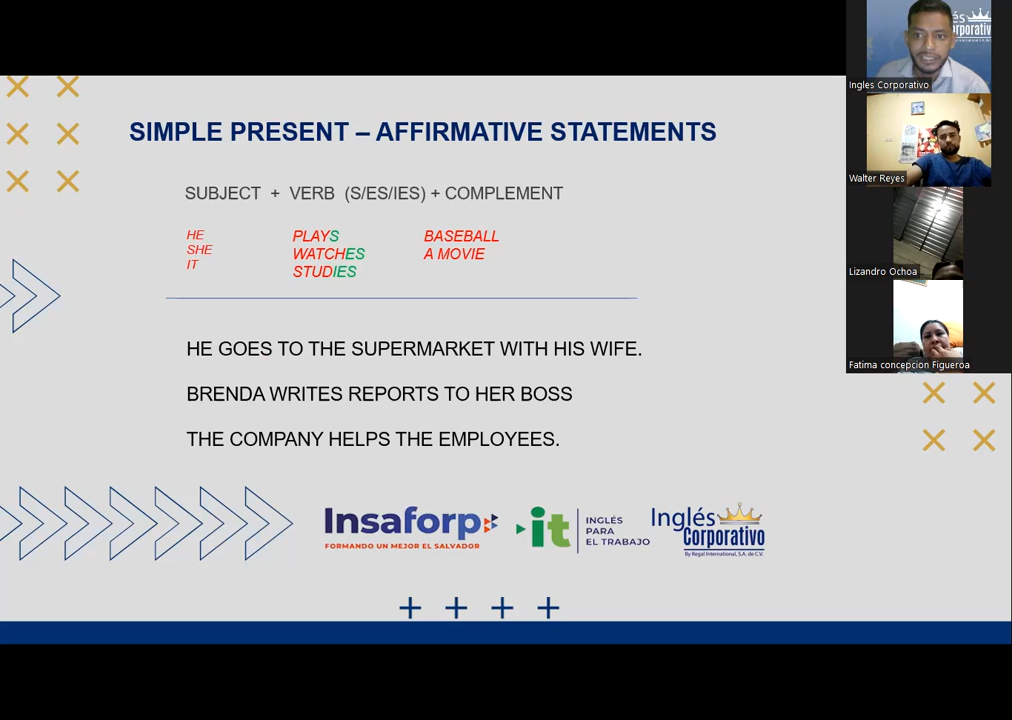 SIMPLE PRESENT – AFFIRMATIVE STATEMENTS
SUBJECT + VERB (S/ES/IES) + COMPLEMENT
HE PLAYS BASEBALL
SHE WATCHES A MOVIE
IT STUDIES
HE GOES TO THE SUPERMARKET WITH HIS WIFE.
BRENDA WRITES REPORTS TO HER BOSS
THE COMPANY HELPS THE EMPLOYEES.
Insaforp
FORMANDO UN MEJOR EL SALVADOR
it
INGLÉS
PARA
EL TRABAJO
Inglés
Corporativo
By Regal International, S.A. de C.V.
és
orporativo
Ingles Corporativo
Walter Reyes
Lizandro Ochoa
Fatima concepcion Figueroa